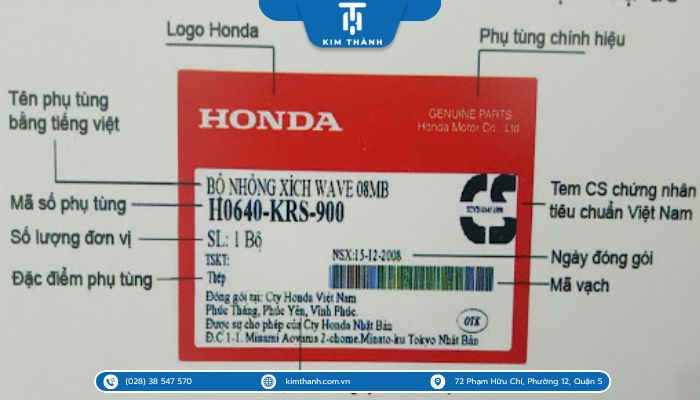 KIM THÀNH
Logo Honda
Phụ tùng chính hiệu
Tên phụ tùng
bằng tiếng việt
HONDA
GENUINE PARTS
Honda Motor Co., Ltd
BỘ NHÔNG XÍCH WAVE 08MB
Mã số phụ tùng
H0640-KRS-900
Tem CS chứng nhân
tiêu chuẩn Việt Nam
Số lượng đơn vị
SL: 1 Bộ
TSKT:
NSX:15-12-2008
Ngày đóng gói
Đặc điểm phụ tùng
Thép
Mã vạch
Đóng gói tại: Cty Honda Việt Nam
Phúc Thắng, Phúc Yên, Vĩnh Phúc.
Được sự cho phép của Cty Honda Nhật Bản
OTK
Đ.C 1-1. Minami Aoyama 2-chome.Minato-ku Tokyo Nhật Bản
(028) 38 547 570
kimthanh.com.vn
72 Phạm Hữu Chí, Phường 12, Quận 5